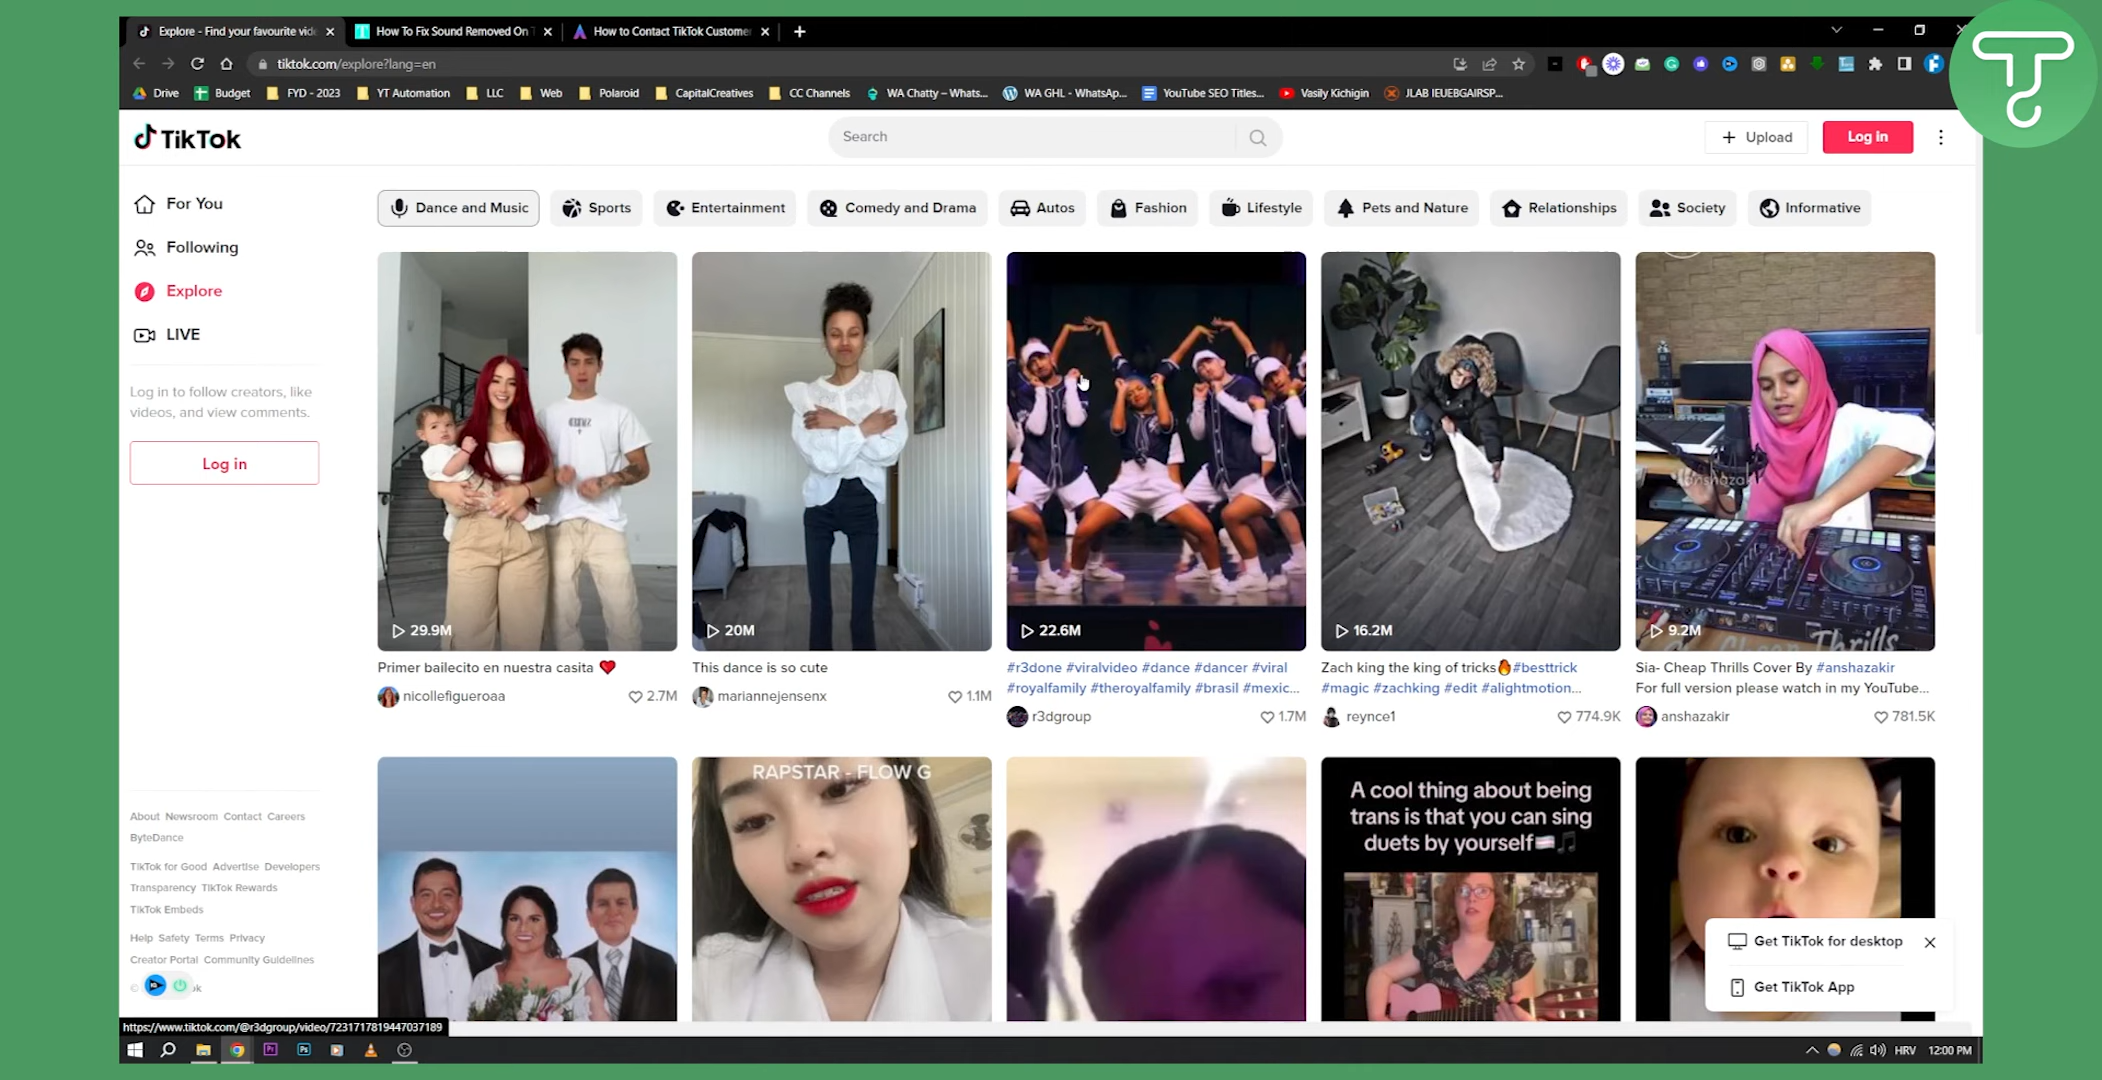 Explore - Find your favourite vid
How To Fix Sound Removed On T
How to Contact TikTok Customer
tiktok.com/explore?lang=en
Drive
Budget
FYD - 2023
YT Automation
LLC
Web
Polaroid
CapitalCreatives
CC Channels
WA Chatty – Whats...
WA GHL - WhatsAp...
YouTube SEO Titles...
Vasily Kichigin
JLAB IEUEBGAIRSP...
TikTok
Search
Upload
Log In
For You
Following
Explore
LIVE
Log in to follow creators, like
videos, and view comments.
Log in
Dance and Music
Sports
Entertainment
Comedy and Drama
Autos
Fashion
Lifestyle
Pets and Nature
Relationships
Society
Informative
29.9M
20M
22.6M
16.2M
9.2M
Cheap Thrills
anshazakir
Primer bailecito en nuestra casita ❤️
nicollefigueroaa
2.7M
This dance is so cute
mariannejensenx
1.1M
#r3done #viralvideo #dance #dancer #viral
#royalfamily #theroyalfamily #brasil #mexic...
r3dgroup
1.7M
Zach king the king of tricks🔥#besttrick
#magic #zachking #edit #alightmotion...
reynce1
774.9K
Sia- Cheap Thrills Cover By #anshazakir
For full version please watch in my YouTube...
anshazakir
781.5K
RAPSTAR - FLOW G
A cool thing about being
trans is that you can sing
duets by yourself🏳️‍⚧️🎵
About Newsroom Contact Careers
ByteDance
TikTok for Good Advertise Developers
Transparency TikTok Rewards
TikTok Embeds
Help Safety Terms Privacy
Creator Portal Community Guidelines
©
ok
Get TikTok for desktop
Get TikTok App
https://www.tiktok.com/@r3dgroup/video/7231717819447037189
Pr
Ps
HRV
12:00 PM